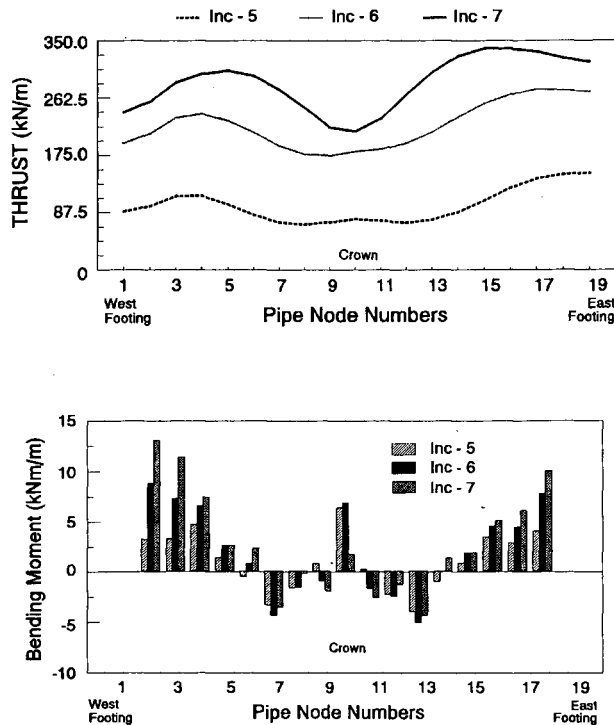 Inc - 5 Inc - 6 Inc - 7
350.0
262.5
175.0
87.5
0
THRUST (kN/m)
Crown
1 3 5 7 9 11 13 15 17 19
West Footing
Pipe Node Numbers
East Footing
15
10
5
0
-5
-10
Bending Moment (kNm/m)
Inc - 5
Inc - 6
Inc - 7
Crown
1 3 5 7 9 11 13 15 17 19
West Footing
Pipe Node Numbers
East Footing